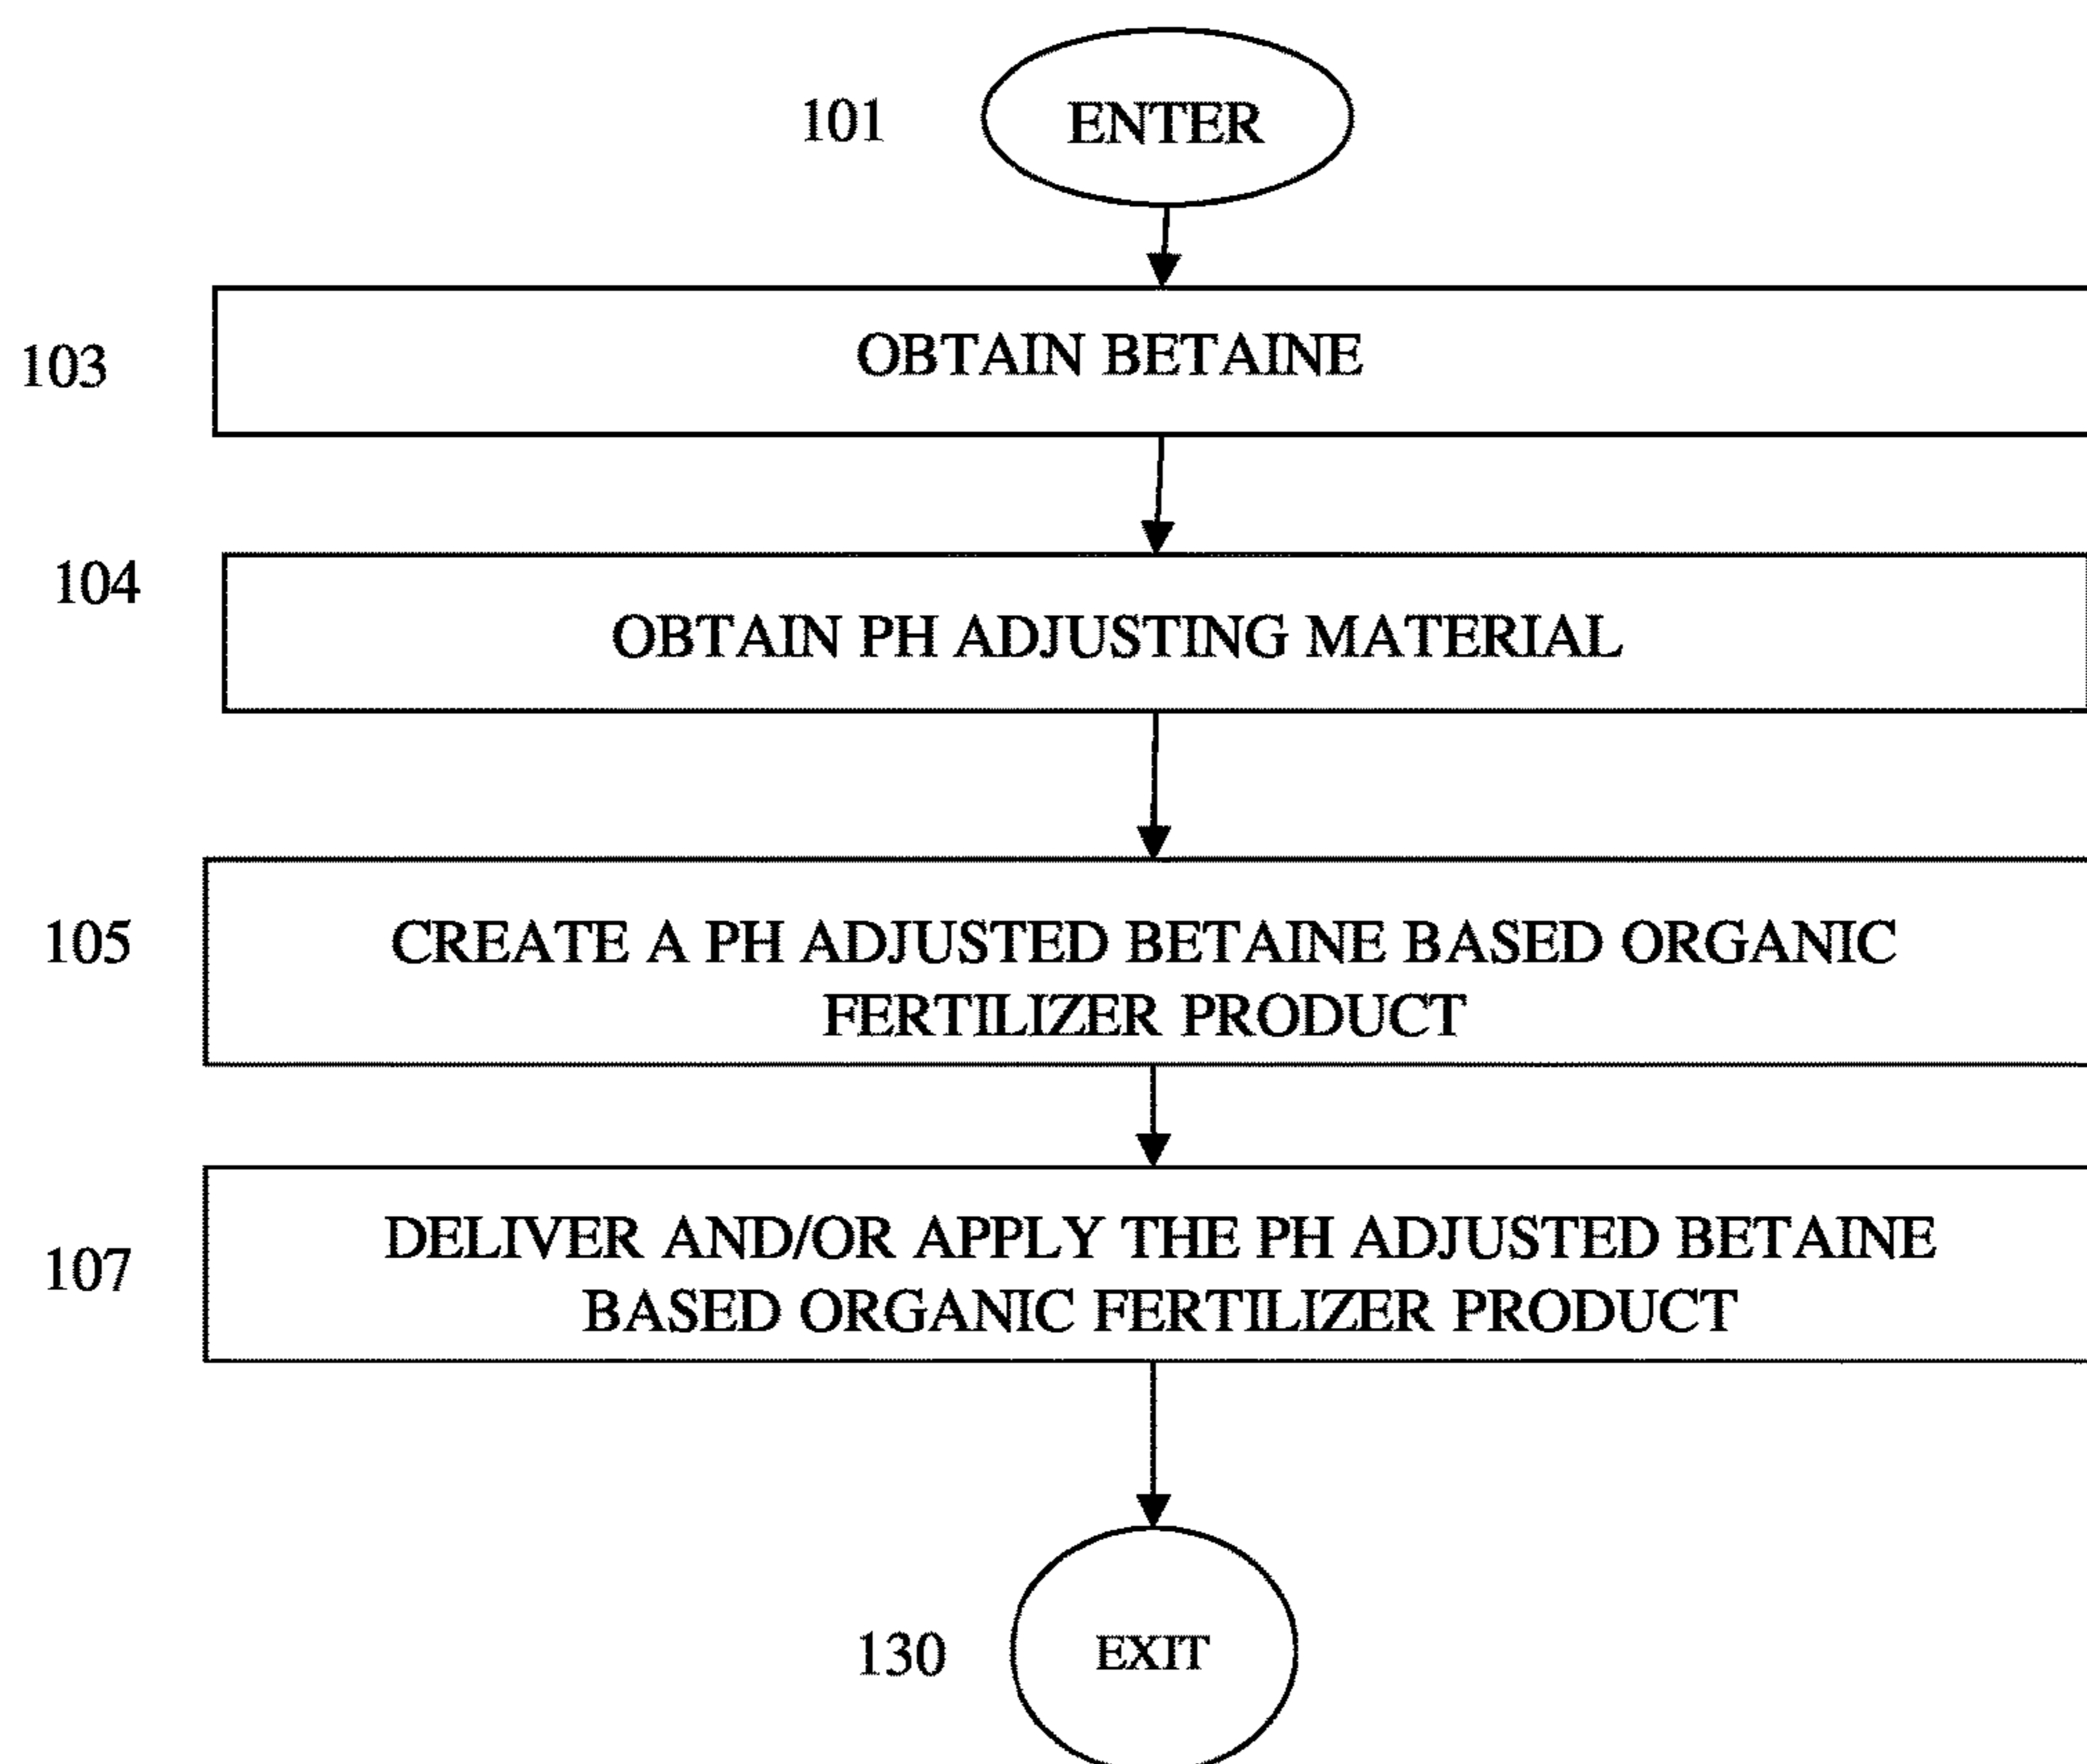 101
ENTER
103
OBTAIN BETAINE
104
OBTAIN PH ADJUSTING MATERIAL
105
CREATE A PH ADJUSTED BETAINE BASED ORGANIC
FERTILIZER PRODUCT
107
DELIVER AND/OR APPLY THE PH ADJUSTED BETAINE
BASED ORGANIC FERTILIZER PRODUCT
130
EXIT